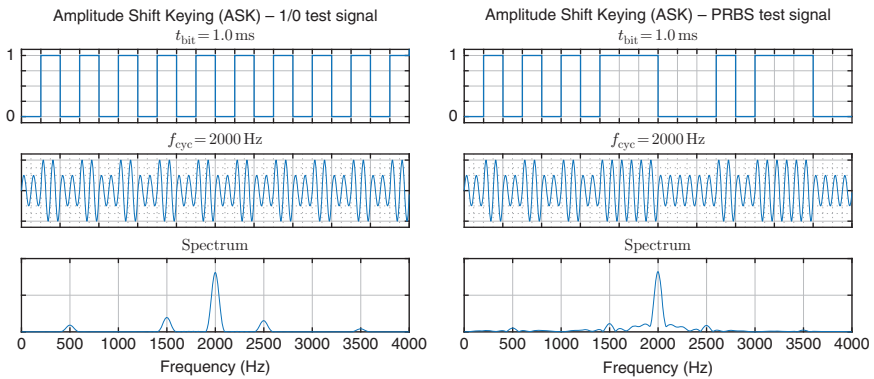 Amplitude Shift Keying (ASK) – 1/0 test signal
t_bit = 1.0 ms
1
0
f_cyc = 2000 Hz
Spectrum
0 500 1000 1500 2000 2500 3000 3500 4000
Frequency (Hz)
Amplitude Shift Keying (ASK) – PRBS test signal
t_bit = 1.0 ms
1
0
f_cyc = 2000 Hz
Spectrum
0 500 1000 1500 2000 2500 3000 3500 4000
Frequency (Hz)